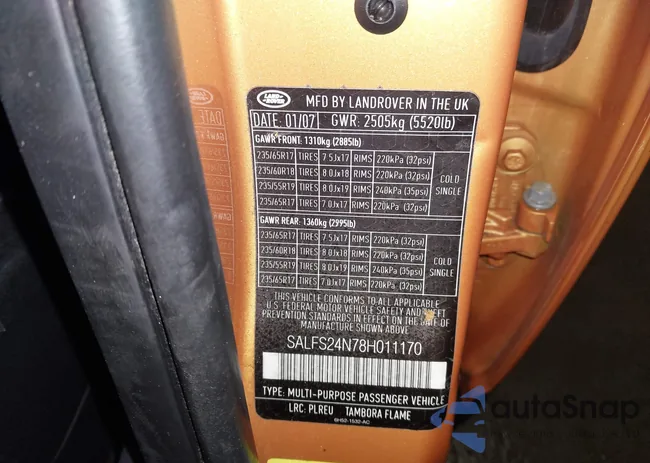 LAND ROVER
MFD BY LANDROVER IN THE UK
DATE: 01/07 GWR: 2505kg (5520lb)
GAWR FRONT: 1310kg (2885lb)
235/65R17 TIRES 7.5Jx17 RIMS 220kPa (32psi)
235/60R18 TIRES 8.0Jx18 RIMS 220kPa (32psi)
235/55R19 TIRES 8.0Jx19 RIMS 240kPa (35psi)
235/65R17 TIRES 7.0Jx17 RIMS 220kPa (32psi)
COLD
SINGLE
GAWR REAR: 1360kg (2995lb)
235/65R17 TIRES 7.5Jx17 RIMS 220kPa (32psi)
235/60R18 TIRES 8.0Jx18 RIMS 220kPa (32psi)
235/55R19 TIRES 8.0Jx19 RIMS 240kPa (35psi)
235/65R17 TIRES 7.0Jx17 RIMS 220kPa (32psi)
COLD
SINGLE
THIS VEHICLE CONFORMS TO ALL APPLICABLE
U.S. FEDERAL MOTOR VEHICLE SAFETY AND THEFT
PREVENTION STANDARDS IN EFFECT ON THE DATE OF
MANUFACTURE SHOWN ABOVE.
SALFS24N78H011170
TYPE: MULTI-PURPOSE PASSENGER VEHICLE
LRC: PLREU TAMBORA FLAME
6H52-1532-AC
autoSnap